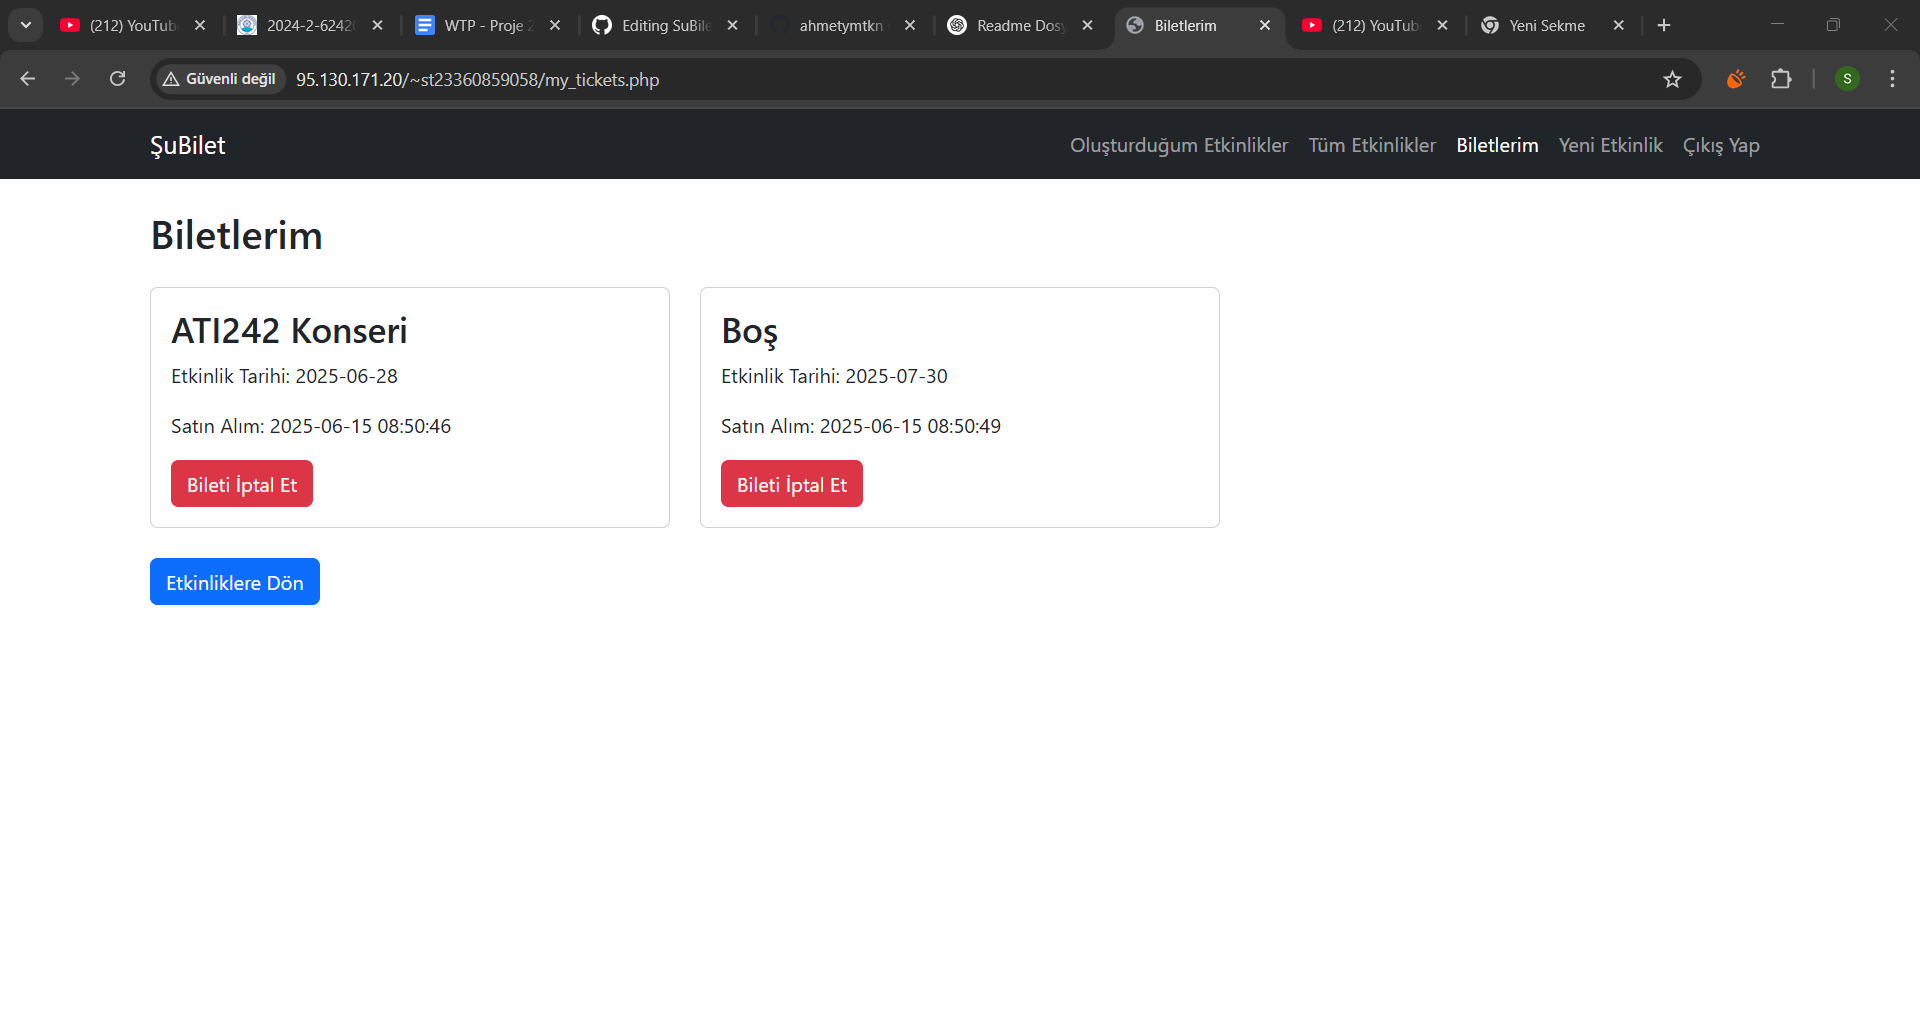 (212) YouTub
2024-2-6242
WTP - Proje 2
Editing SuBile
ahmetymtkn
Readme Dosy
Biletlerim
(212) YouTub
Yeni Sekme
Güvenli değil
95.130.171.20/~st23360859058/my_tickets.php
S
ŞuBilet
Oluşturduğum Etkinlikler
Tüm Etkinlikler
Biletlerim
Yeni Etkinlik
Çıkış Yap
Biletlerim
ATI242 Konseri
Etkinlik Tarihi: 2025-06-28
Satın Alım: 2025-06-15 08:50:46
Bileti İptal Et
Boş
Etkinlik Tarihi: 2025-07-30
Satın Alım: 2025-06-15 08:50:49
Bileti İptal Et
Etkinliklere Dön